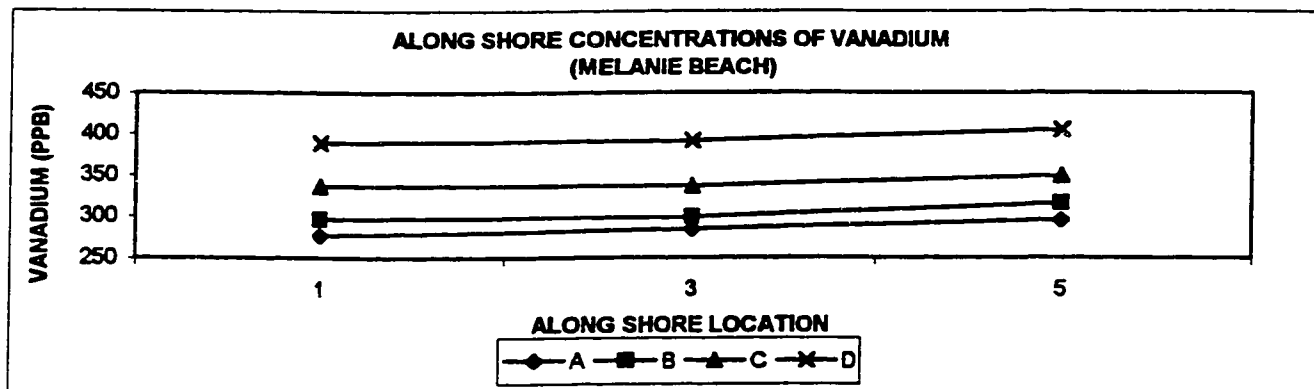 ALONG SHORE CONCENTRATIONS OF VANADIUM
(MELANIE BEACH)
VANADIUM (PPB)
450
400
350
300
250
1 3 5
ALONG SHORE LOCATION
A B C D